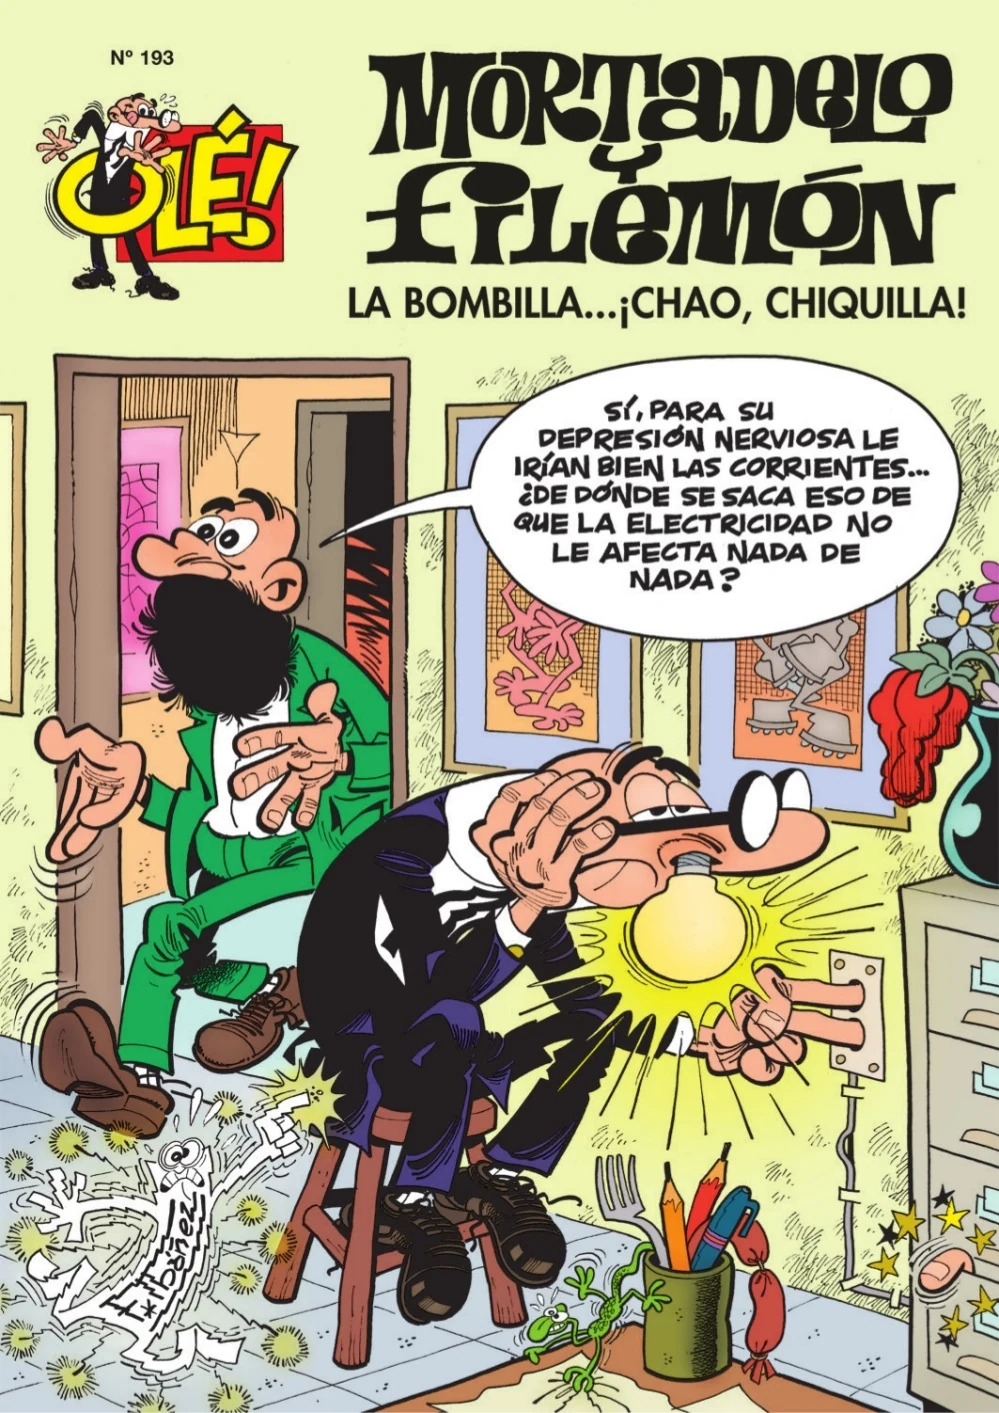 Nº 193
OLÉ!
MORTADELO
Y
FILEMÓN
LA BOMBILLA...¡CHAO, CHIQUILLA!
SÍ, PARA SU
DEPRESIÓN NERVIOSA LE
IRÍAN BIEN LAS CORRIENTES...
¿DE DÓNDE SE SACA ESO DE
QUE LA ELECTRICIDAD NO
LE AFECTA NADA DE
NADA?
F. Ibáñez